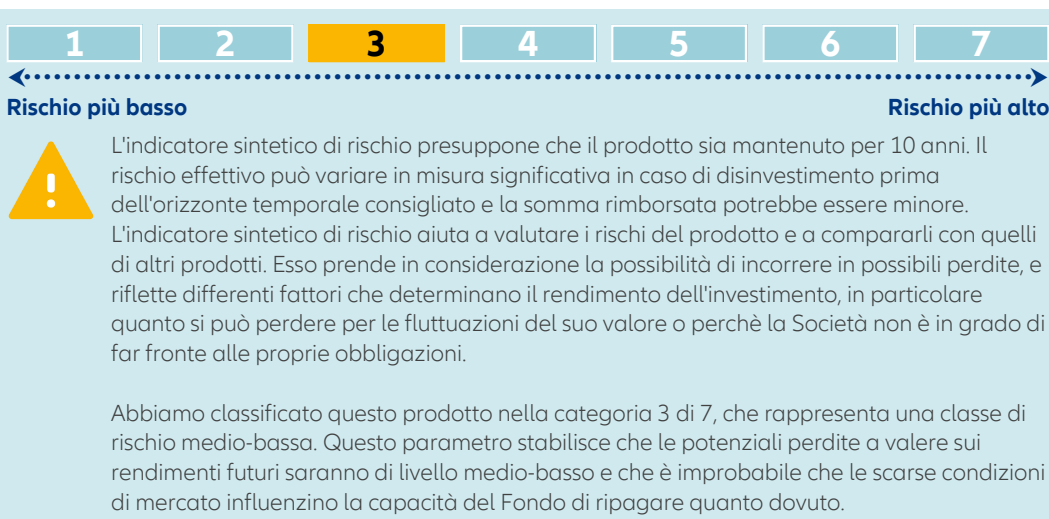 1 2 3 4 5 6 7
Rischio più basso Rischio più alto
L'indicatore sintetico di rischio presuppone che il prodotto sia mantenuto per 10 anni. Il
rischio effettivo può variare in misura significativa in caso di disinvestimento prima
dell'orizzonte temporale consigliato e la somma rimborsata potrebbe essere minore.
L'indicatore sintetico di rischio aiuta a valutare i rischi del prodotto e a compararli con quelli
di altri prodotti. Esso prende in considerazione la possibilità di incorrere in possibili perdite, e
riflette differenti fattori che determinano il rendimento dell'investimento, in particolare
quanto si può perdere per le fluttuazioni del suo valore o perchè la Società non è in grado di
far fronte alle proprie obbligazioni.
Abbiamo classificato questo prodotto nella categoria 3 di 7, che rappresenta una classe di
rischio medio-bassa. Questo parametro stabilisce che le potenziali perdite a valere sui
rendimenti futuri saranno di livello medio-basso e che è improbabile che le scarse condizioni
di mercato influenzino la capacità del Fondo di ripagare quanto dovuto.